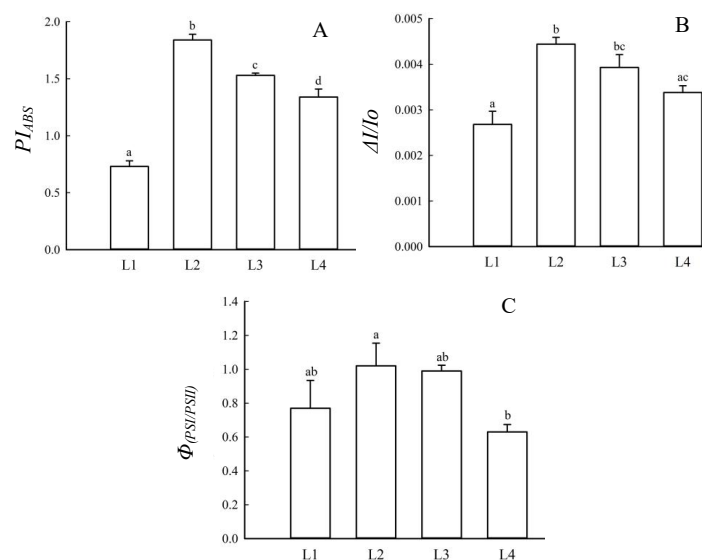 A
PI_ABS
2.0
1.5
1.0
0.5
0.0
a
b
c
d
L1 L2 L3 L4
B
ΔI/Io
0.005
0.004
0.003
0.002
0.001
0.000
a
b
bc
ac
L1 L2 L3 L4
C
Φ(PSI/PSII)
1.4
1.2
1.0
0.8
0.6
0.4
0.2
0.0
ab
a
ab
b
L1 L2 L3 L4